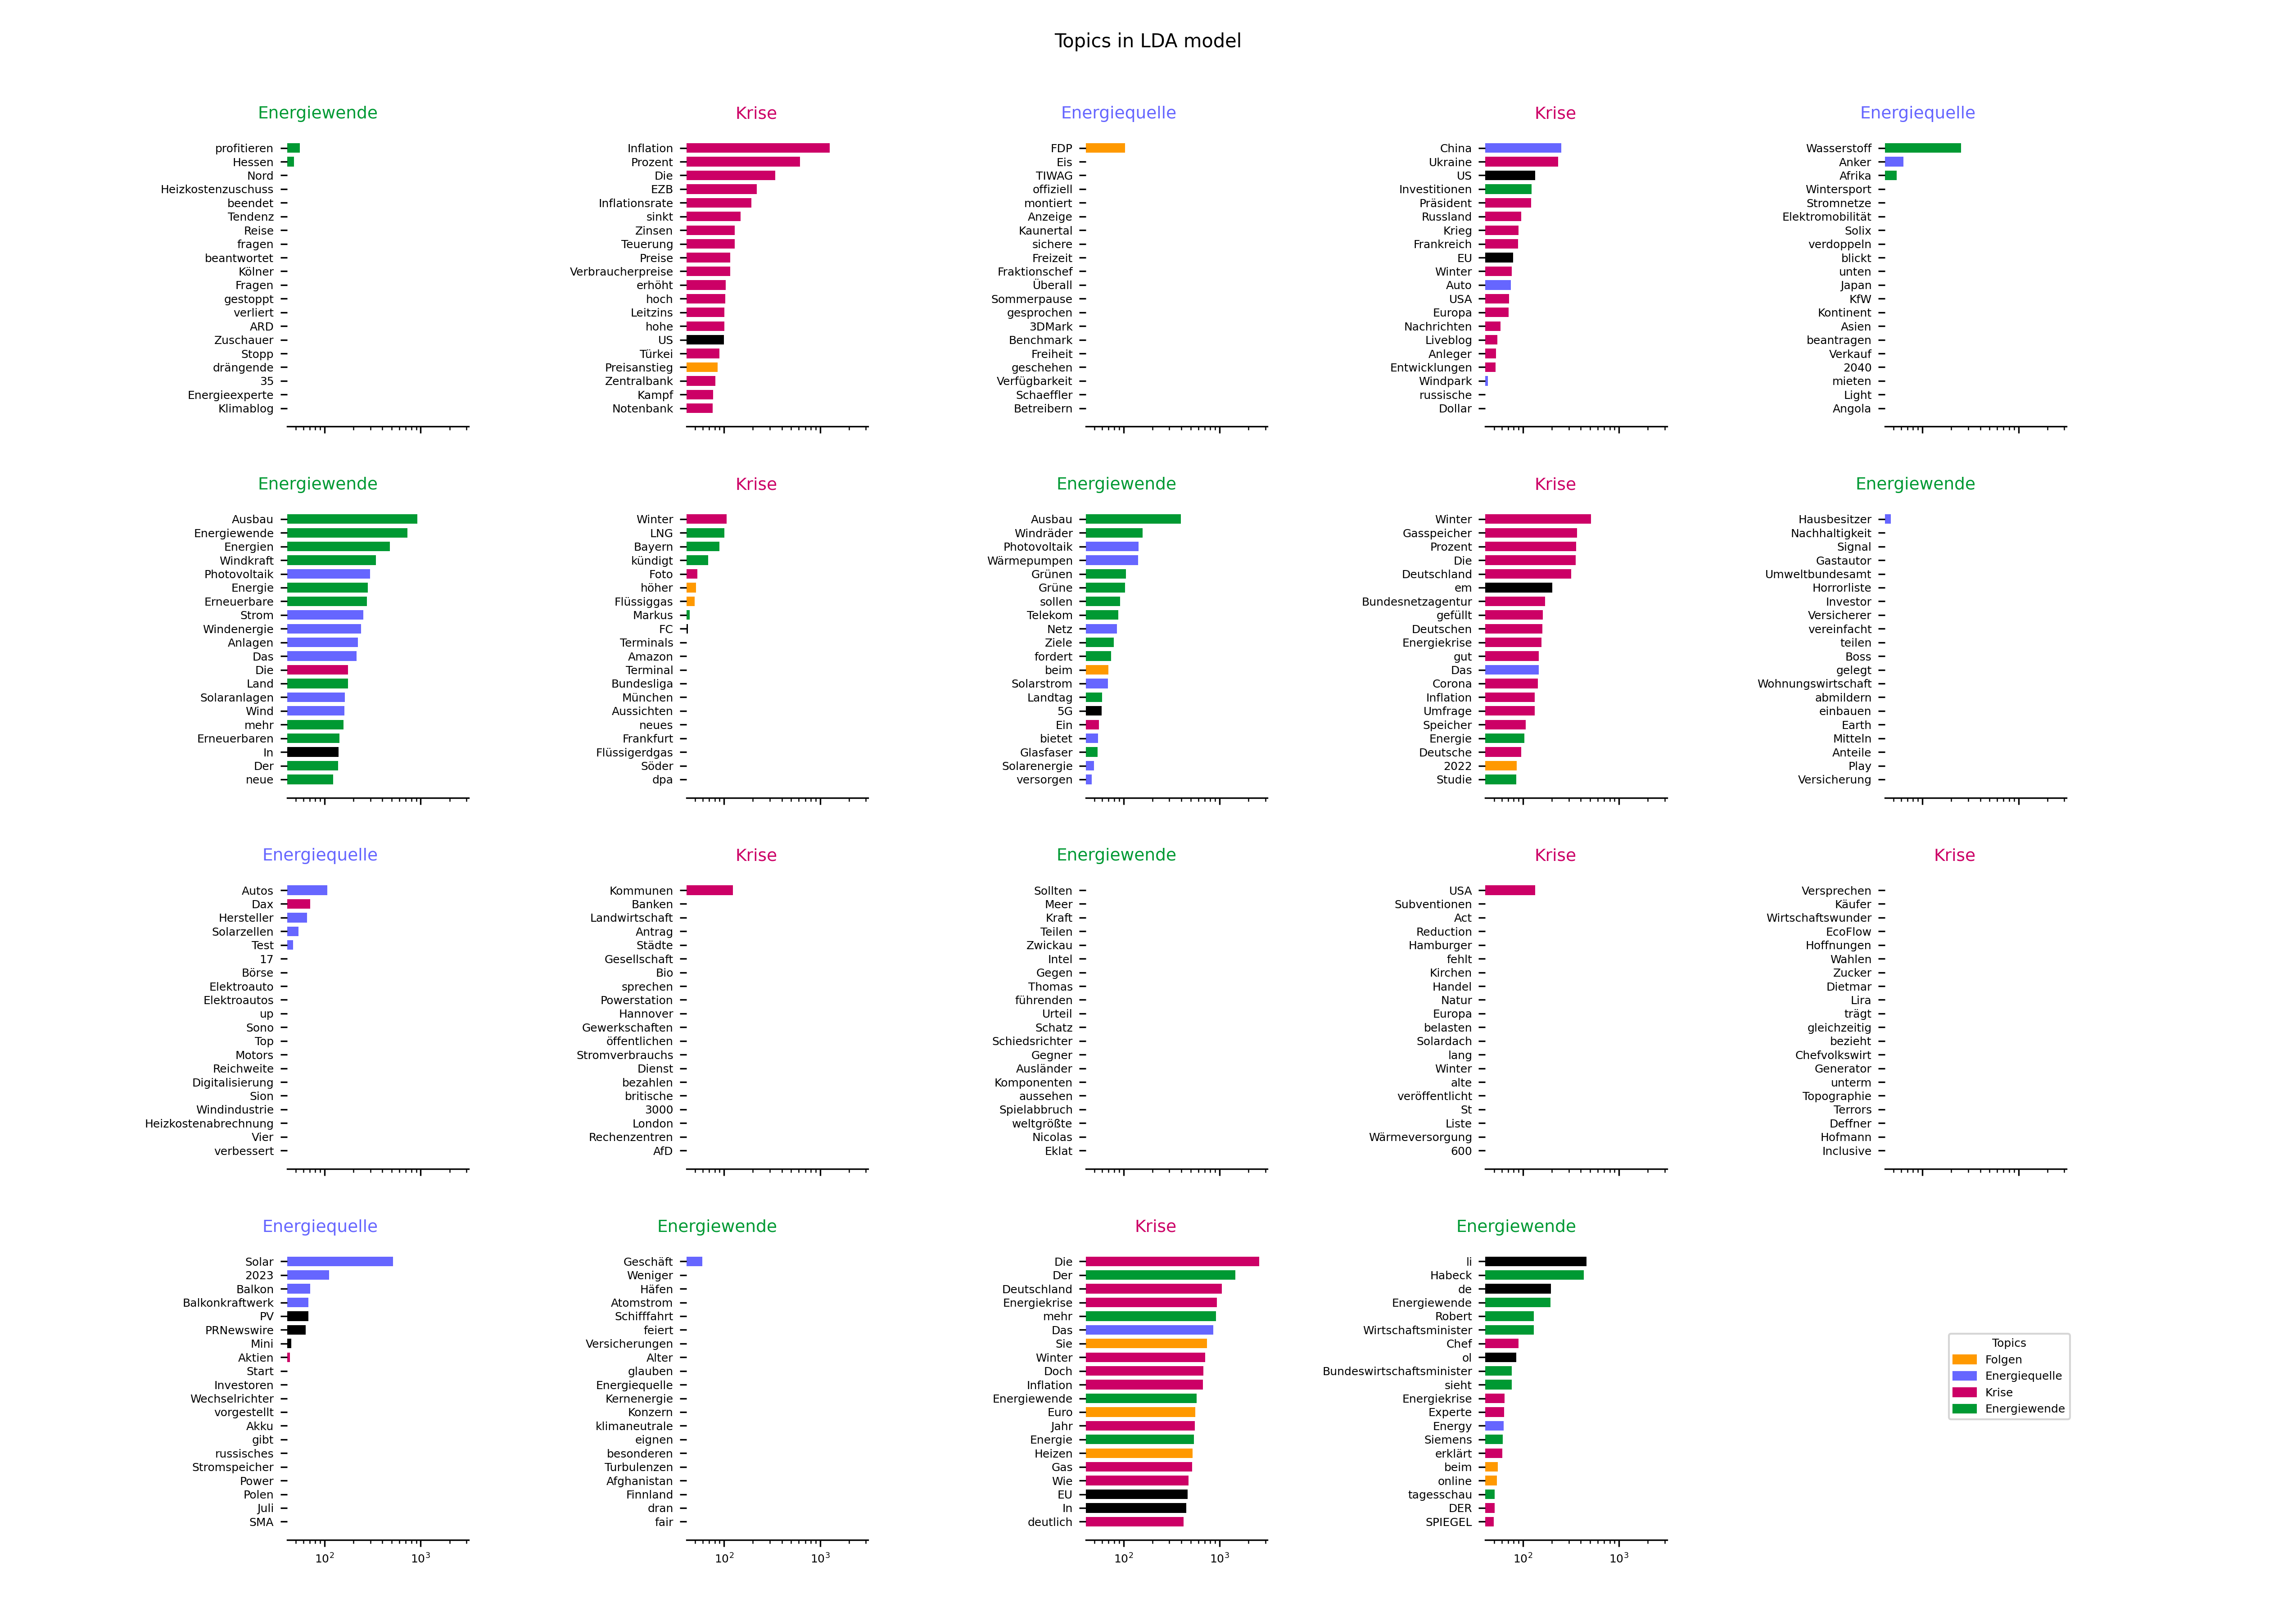 Topics in LDA model
Energiewende
profitieren
Hessen
Nord
Heizkostenzuschuss
beendet
Tendenz
Reise
fragen
beantwortet
Kölner
Fragen
gestoppt
verliert
ARD
Zuschauer
Stopp
drängende
35
Energieexperte
Klimablog
Krise
Inflation
Prozent
Die
EZB
Inflationsrate
sinkt
Zinsen
Teuerung
Preise
Verbraucherpreise
erhöht
hoch
Leitzins
hohe
US
Türkei
Preisanstieg
Zentralbank
Kampf
Notenbank
Energiequelle
FDP
Eis
TIWAG
offiziell
montiert
Anzeige
Kaunertal
sichere
Freizeit
Fraktionschef
Überall
Sommerpause
gesprochen
3DMark
Benchmark
Freiheit
geschehen
Verfügbarkeit
Schaeffler
Betreibern
Krise
China
Ukraine
US
Investitionen
Präsident
Russland
Krieg
Frankreich
EU
Winter
Auto
USA
Europa
Nachrichten
Liveblog
Anleger
Entwicklungen
Windpark
russische
Dollar
Energiequelle
Wasserstoff
Anker
Afrika
Wintersport
Stromnetze
Elektromobilität
Solix
verdoppeln
blickt
unten
Japan
KfW
Kontinent
Asien
beantragen
Verkauf
2040
mieten
Light
Angola
Energiewende
Ausbau
Energiewende
Energien
Windkraft
Photovoltaik
Energie
Erneuerbare
Strom
Windenergie
Anlagen
Das
Die
Land
Solaranlagen
Wind
mehr
Erneuerbaren
In
Der
neue
Krise
Winter
LNG
Bayern
kündigt
Foto
höher
Flüssiggas
Markus
FC
Terminals
Amazon
Terminal
Bundesliga
München
Aussichten
neues
Frankfurt
Flüssigerdgas
Söder
dpa
Energiewende
Ausbau
Windräder
Photovoltaik
Wärmepumpen
Grünen
Grüne
sollen
Telekom
Netz
Ziele
fordert
beim
Solarstrom
Landtag
5G
Ein
bietet
Glasfaser
Solarenergie
versorgen
Krise
Winter
Gasspeicher
Prozent
Die
Deutschland
em
Bundesnetzagentur
gefüllt
Deutschen
Energiekrise
gut
Das
Corona
Inflation
Umfrage
Speicher
Energie
Deutsche
2022
Studie
Energiewende
Hausbesitzer
Nachhaltigkeit
Signal
Gastautor
Umweltbundesamt
Horrorliste
Investor
Versicherer
vereinfacht
teilen
Boss
gelegt
Wohnungswirtschaft
abmildern
einbauen
Earth
Mitteln
Anteile
Play
Versicherung
Energiequelle
Autos
Dax
Hersteller
Solarzellen
Test
17
Börse
Elektroauto
Elektroautos
up
Sono
Top
Motors
Reichweite
Digitalisierung
Sion
Windindustrie
Heizkostenabrechnung
Vier
verbessert
Krise
Kommunen
Banken
Landwirtschaft
Antrag
Städte
Gesellschaft
Bio
sprechen
Powerstation
Hannover
Gewerkschaften
öffentlichen
Stromverbrauchs
Dienst
bezahlen
britische
3000
London
Rechenzentren
AfD
Energiewende
Sollten
Meer
Kraft
Teilen
Zwickau
Intel
Gegen
Thomas
führenden
Urteil
Schatz
Schiedsrichter
Gegner
Ausländer
Komponenten
aussehen
Spielabbruch
weltgrößte
Nicolas
Eklat
Krise
USA
Subventionen
Act
Reduction
Hamburger
fehlt
Kirchen
Handel
Natur
Europa
belasten
Solardach
lang
Winter
alte
veröffentlicht
St
Liste
Wärmeversorgung
600
Krise
Versprechen
Käufer
Wirtschaftswunder
EcoFlow
Hoffnungen
Wahlen
Zucker
Dietmar
Lira
trägt
gleichzeitig
bezieht
Chefvolkswirt
Generator
unterm
Topographie
Terrors
Deffner
Hofmann
Inclusive
Energiequelle
Solar
2023
Balkon
Balkonkraftwerk
PV
PRNewswire
Mini
Aktien
Start
Investoren
Wechselrichter
vorgestellt
Akku
gibt
russisches
Stromspeicher
Power
Polen
Juli
SMA
10² 10³
Energiewende
Geschäft
Weniger
Häfen
Atomstrom
Schifffahrt
feiert
Versicherungen
Alter
glauben
Energiequelle
Kernenergie
Konzern
klimaneutrale
eignen
besonderen
Turbulenzen
Afghanistan
Finnland
dran
fair
10² 10³
Krise
Die
Der
Deutschland
Energiekrise
mehr
Das
Sie
Winter
Doch
Inflation
Energiewende
Euro
Jahr
Energie
Heizen
Gas
Wie
EU
In
deutlich
10² 10³
Energiewende
li
Habeck
de
Energiewende
Robert
Wirtschaftsminister
Chef
ol
Bundeswirtschaftsminister
sieht
Energiekrise
Experte
Energy
Siemens
erklärt
beim
online
tagesschau
DER
SPIEGEL
10² 10³
Topics
Folgen
Energiequelle
Krise
Energiewende